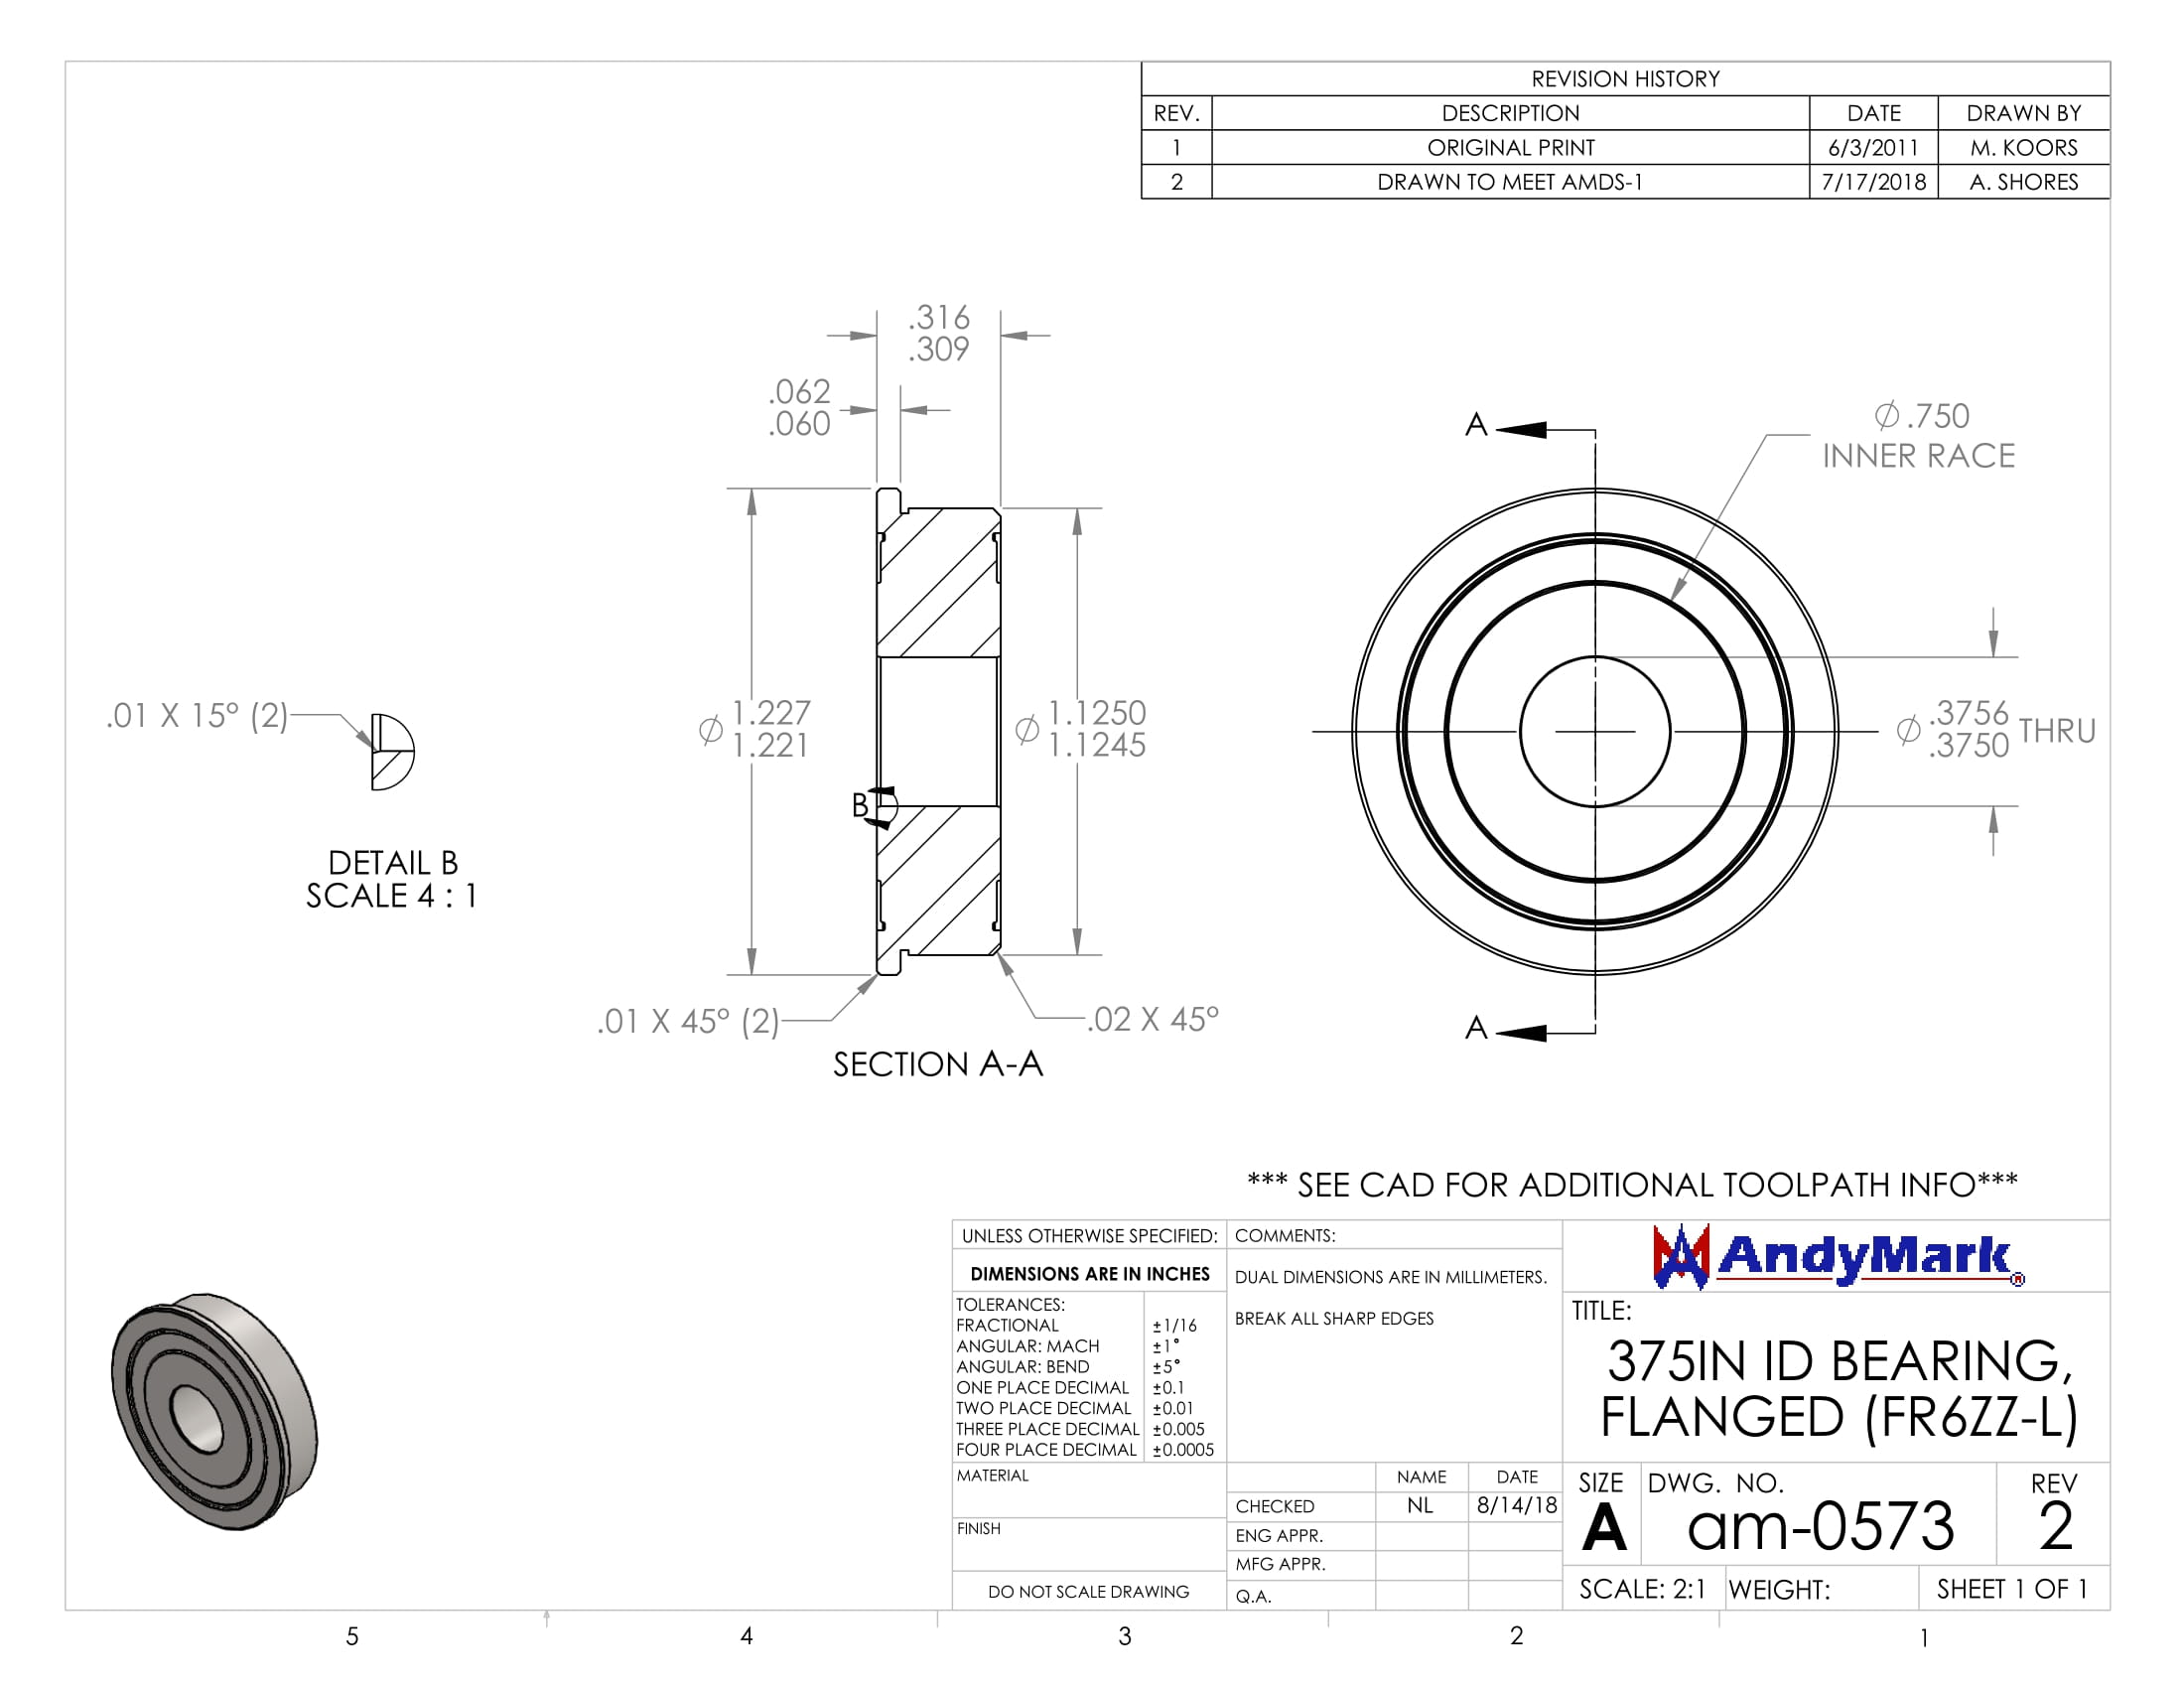 REVISION HISTORY
REV. DESCRIPTION DATE DRAWN BY
1 ORIGINAL PRINT 6/3/2011 M. KOORS
2 DRAWN TO MEET AMDS-1 7/17/2018 A. SHORES
.316
.309
.062
.060
A
Ø .750
INNER RACE
.01 X 15° (2)
Ø 1.227
1.221
Ø 1.1250
1.1245
Ø .3756
.3750 THRU
B
DETAIL B
SCALE 4 : 1
.01 X 45° (2)
.02 X 45°
A
SECTION A-A
*** SEE CAD FOR ADDITIONAL TOOLPATH INFO***
UNLESS OTHERWISE SPECIFIED:
DIMENSIONS ARE IN INCHES
TOLERANCES:
FRACTIONAL ±1/16
ANGULAR: MACH ±1°
ANGULAR: BEND ±5°
ONE PLACE DECIMAL ±0.1
TWO PLACE DECIMAL ±0.01
THREE PLACE DECIMAL ±0.005
FOUR PLACE DECIMAL ±0.0005
MATERIAL
FINISH
DO NOT SCALE DRAWING
COMMENTS:
DUAL DIMENSIONS ARE IN MILLIMETERS.
BREAK ALL SHARP EDGES
NAME DATE
CHECKED NL 8/14/18
ENG APPR.
MFG APPR.
Q.A.
AndyMark®
TITLE:
375IN ID BEARING,
FLANGED (FR6ZZ-L)
SIZE DWG. NO. REV
A am-0573 2
SCALE: 2:1 WEIGHT: SHEET 1 OF 1
5 4 3 2 1